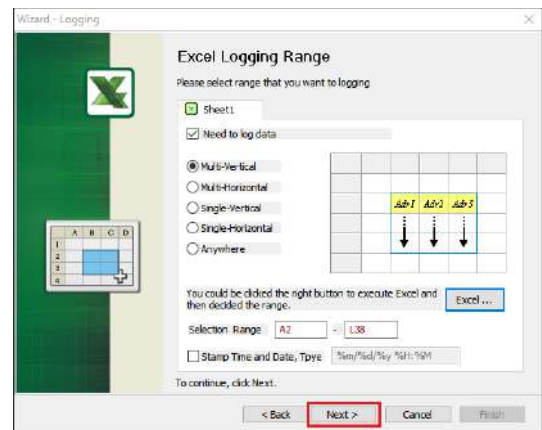 Wizard - Logging
Excel Logging Range
Please select range that you want to logging
Sheet1
Need to log data
Multi-Vertical
Multi-Horizontal
Single-Vertical
Single-Horizontal
Anywhere
Adr1 Adr2 Adr3
A B C D
1
2
3
4
You could be clicked the right button to execute Excel and
then decided the range.
Excel ...
Selection Range A2 - L38
Stamp Time and Date, Tpye %m/%d/%y %H:%M
To continue, click Next.
< Back Next > Cancel Finish